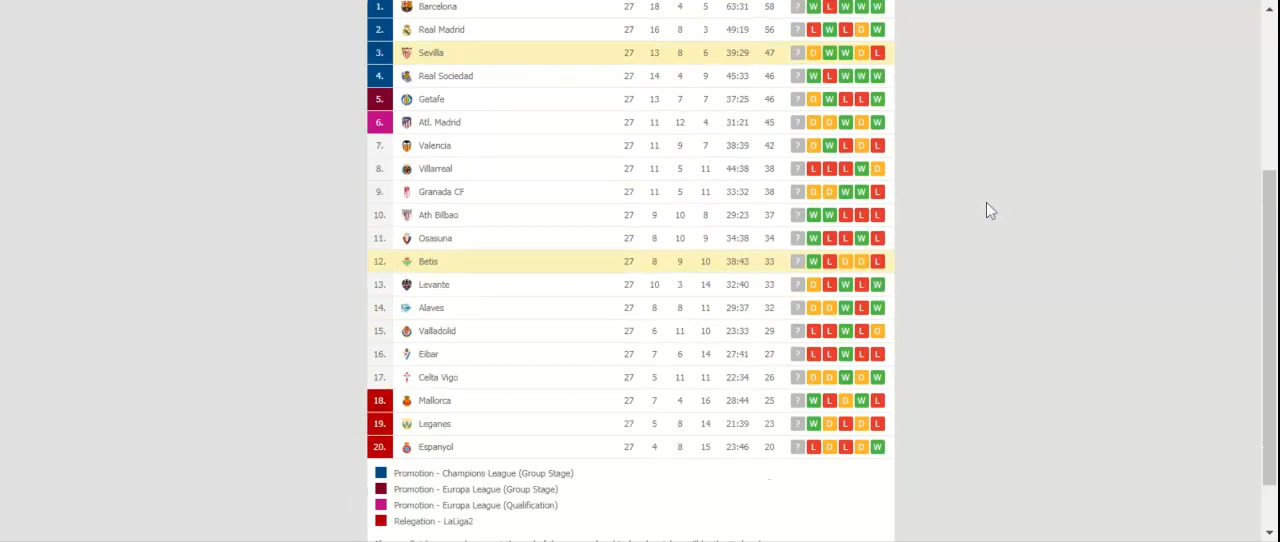 1. Barcelona 27 18 4 5 63:31 58 ? W L W W W
2. Real Madrid 27 16 8 3 49:19 56 ? L W L D W
3. Sevilla 27 13 8 6 39:29 47 ? D W W D L
4. Real Sociedad 27 14 4 9 45:33 46 ? W L W W W
5. Getafe 27 13 7 7 37:25 46 ? D W L L W
6. Atl. Madrid 27 11 12 4 31:21 45 ? D D W D W
7. Valencia 27 11 9 7 38:39 42 ? D W L D L
8. Villarreal 27 11 5 11 44:38 38 ? L L L W D
9. Granada CF 27 11 5 11 33:32 38 ? D D W W L
10. Ath Bilbao 27 9 10 8 29:23 37 ? W W L L L
11. Osasuna 27 8 10 9 34:38 34 ? W L L W L
12. Betis 27 8 9 10 38:43 33 ? W L D D L
13. Levante 27 10 3 14 32:40 33 ? D L W L W
14. Alaves 27 8 8 11 29:37 32 ? D D W L W
15. Valladolid 27 6 11 10 23:33 29 ? L L W L D
16. Eibar 27 7 6 14 27:41 27 ? L L W L L
17. Celta Vigo 27 5 11 11 22:34 26 ? D D W D W
18. Mallorca 27 7 4 16 28:44 25 ? W L D W L
19. Leganes 27 5 8 14 21:39 23 ? W D L D L
20. Espanyol 27 4 8 15 23:46 20 ? L D L D W
Promotion - Champions League (Group Stage)
Promotion - Europa League (Group Stage)
Promotion - Europa League (Qualification)
Relegation - LaLiga2